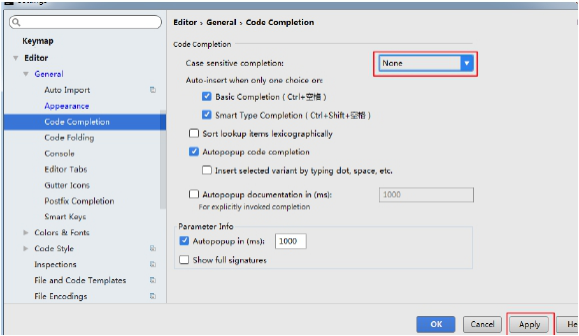 Settings
Keymap
Editor
General
Auto Import
Appearance
Code Completion
Code Folding
Console
Editor Tabs
Gutter Icons
Postfix Completion
Smart Keys
Colors & Fonts
Code Style
Inspections
File and Code Templates
File Encodings
Editor › General › Code Completion
Code Completion
Case sensitive completion: None
Auto-insert when only one choice on:
Basic Completion ( Ctrl+空格 )
Smart Type Completion ( Ctrl+Shift+空格 )
Sort lookup items lexicographically
Autopopup code completion
Insert selected variant by typing dot, space, etc.
Autopopup documentation in (ms): 1000
For explicitly invoked completion
Parameter Info
Autopopup in (ms): 1000
Show full signatures
OK Cancel Apply He